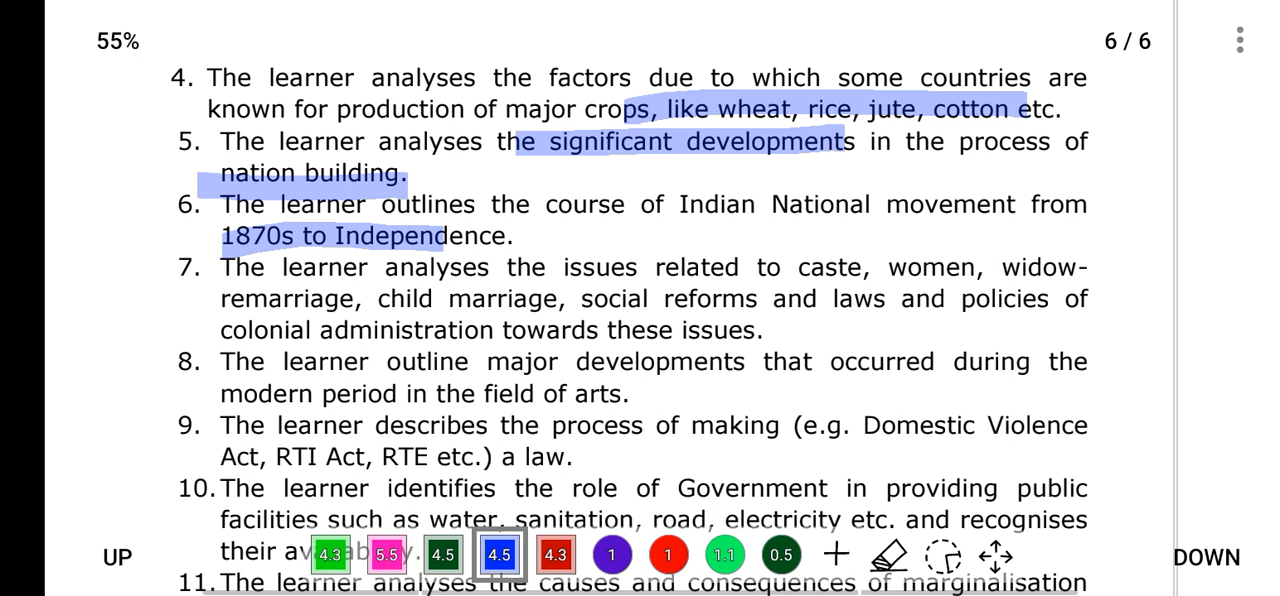 55%
6 / 6
4. The learner analyses the factors due to which some countries are
known for production of major crops, like wheat, rice, jute, cotton etc.
5. The learner analyses the significant developments in the process of
nation building.
6. The learner outlines the course of Indian National movement from
1870s to Independence.
7. The learner analyses the issues related to caste, women, widow-
remarriage, child marriage, social reforms and laws and policies of
colonial administration towards these issues.
8. The learner outline major developments that occurred during the
modern period in the field of arts.
9. The learner describes the process of making (e.g. Domestic Violence
Act, RTI Act, RTE etc.) a law.
10. The learner identifies the role of Government in providing public
facilities such as water, sanitation, road, electricity etc. and recognises
their
UP
4.3 5.5 4.5 4.5 4.3 1 1 1.1 0.5
DOWN
11. The learner analyses the causes and consequences of marginalisation